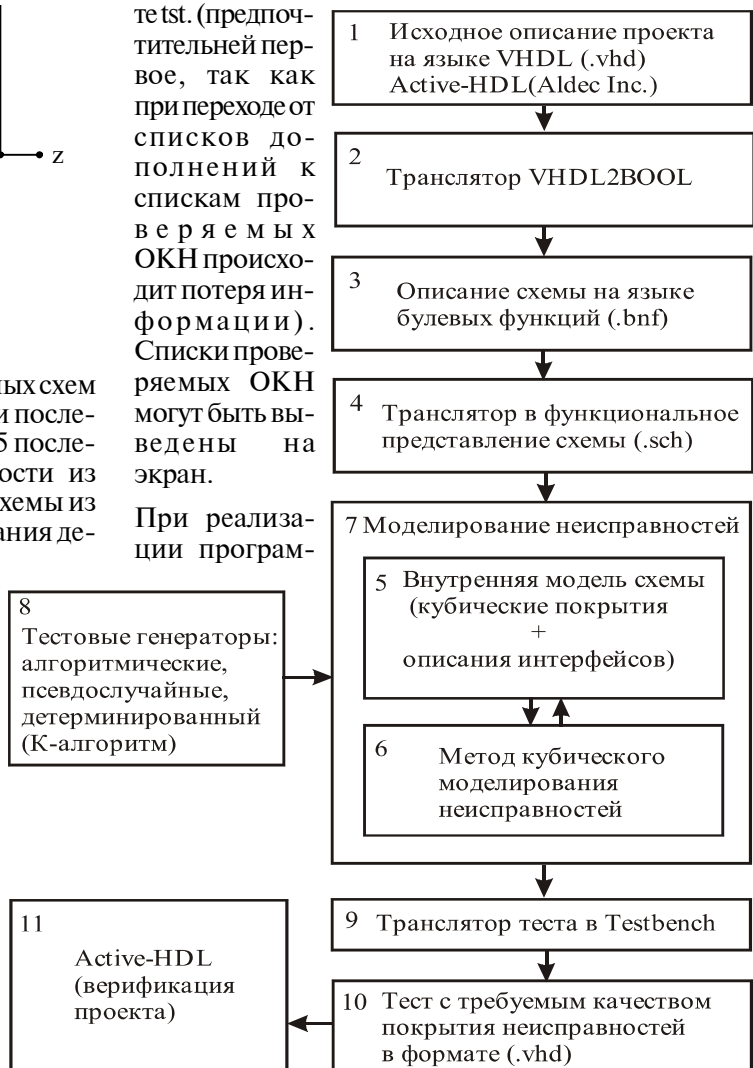 те tst. (предпоч-
тительней пер-
вое, так как
при переходе от
списков до-
полнений к
спискам про-
веряемых
ОКН происхо-
дит потеря ин-
формации).
Списки прове-
ряемых ОКН
могут быть вы-
ведены на
экран.
При реализа-
ции програм-
z
ных схем
и после-
5 после-
ости из
хемы из
ания де-
1 Исходное описание проекта
на языке VHDL (.vhd)
Active-HDL(Aldec Inc.)
2
Транслятор VHDL2BOOL
3
Описание схемы на языке
булевых функций (.bnf)
4 Транслятор в функциональное
представление схемы (.sch)
7 Моделирование неисправностей
5 Внутренняя модель схемы
(кубические покрытия
+
описания интерфейсов)
6 Метод кубического
моделирования
неисправностей
8
Тестовые генераторы:
алгоритмические,
псевдослучайные,
детерминированный
(К-алгоритм)
9 Транслятор теста в Testbench
10 Тест с требуемым качеством
покрытия неисправностей
в формате (.vhd)
11
Active-HDL
(верификация
проекта)